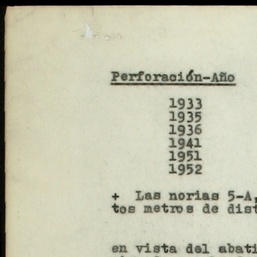 Perforación-Año
1933
1935
1936
1941
1951
1952
+ Las norias 5-A,
tos metros de dist
en vista del abati